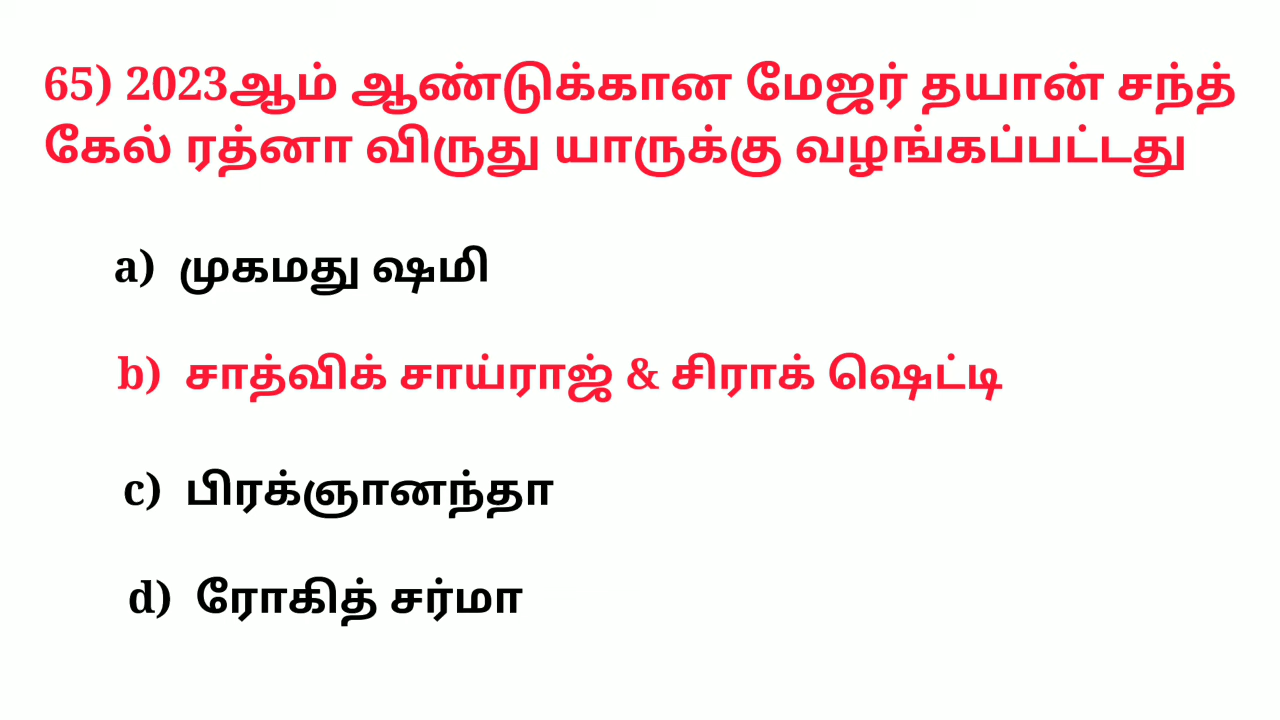 65) 2023ஆம் ஆண்டுக்கான மேஜர் தயான் சந்த்
கேல் ரத்னா விருது யாருக்கு வழங்கப்பட்டது
a) முகமது ஷமி
b) சாத்விக் சாய்ராஜ் & சிராக் ஷெட்டி
c) பிரக்ஞானந்தா
d) ரோகித் சர்மா